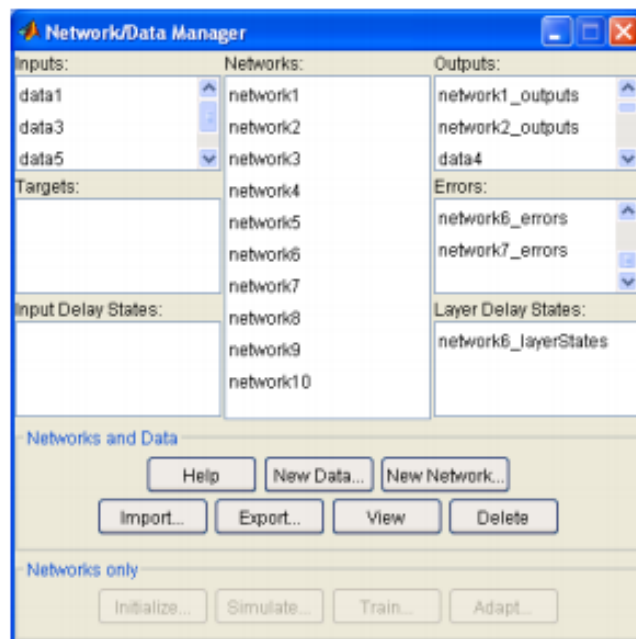 Network/Data Manager
Inputs:
data1
data3
data5
Targets:
Input Delay States:
Networks:
network1
network2
network3
network4
network5
network6
network7
network8
network9
network10
Outputs:
network1_outputs
network2_outputs
data4
Errors:
network6_errors
network7_errors
Layer Delay States:
network6_layerStates
Networks and Data
Help
New Data...
New Network...
Import...
Export...
View
Delete
Networks only
Initialize...
Simulate...
Train...
Adapt...